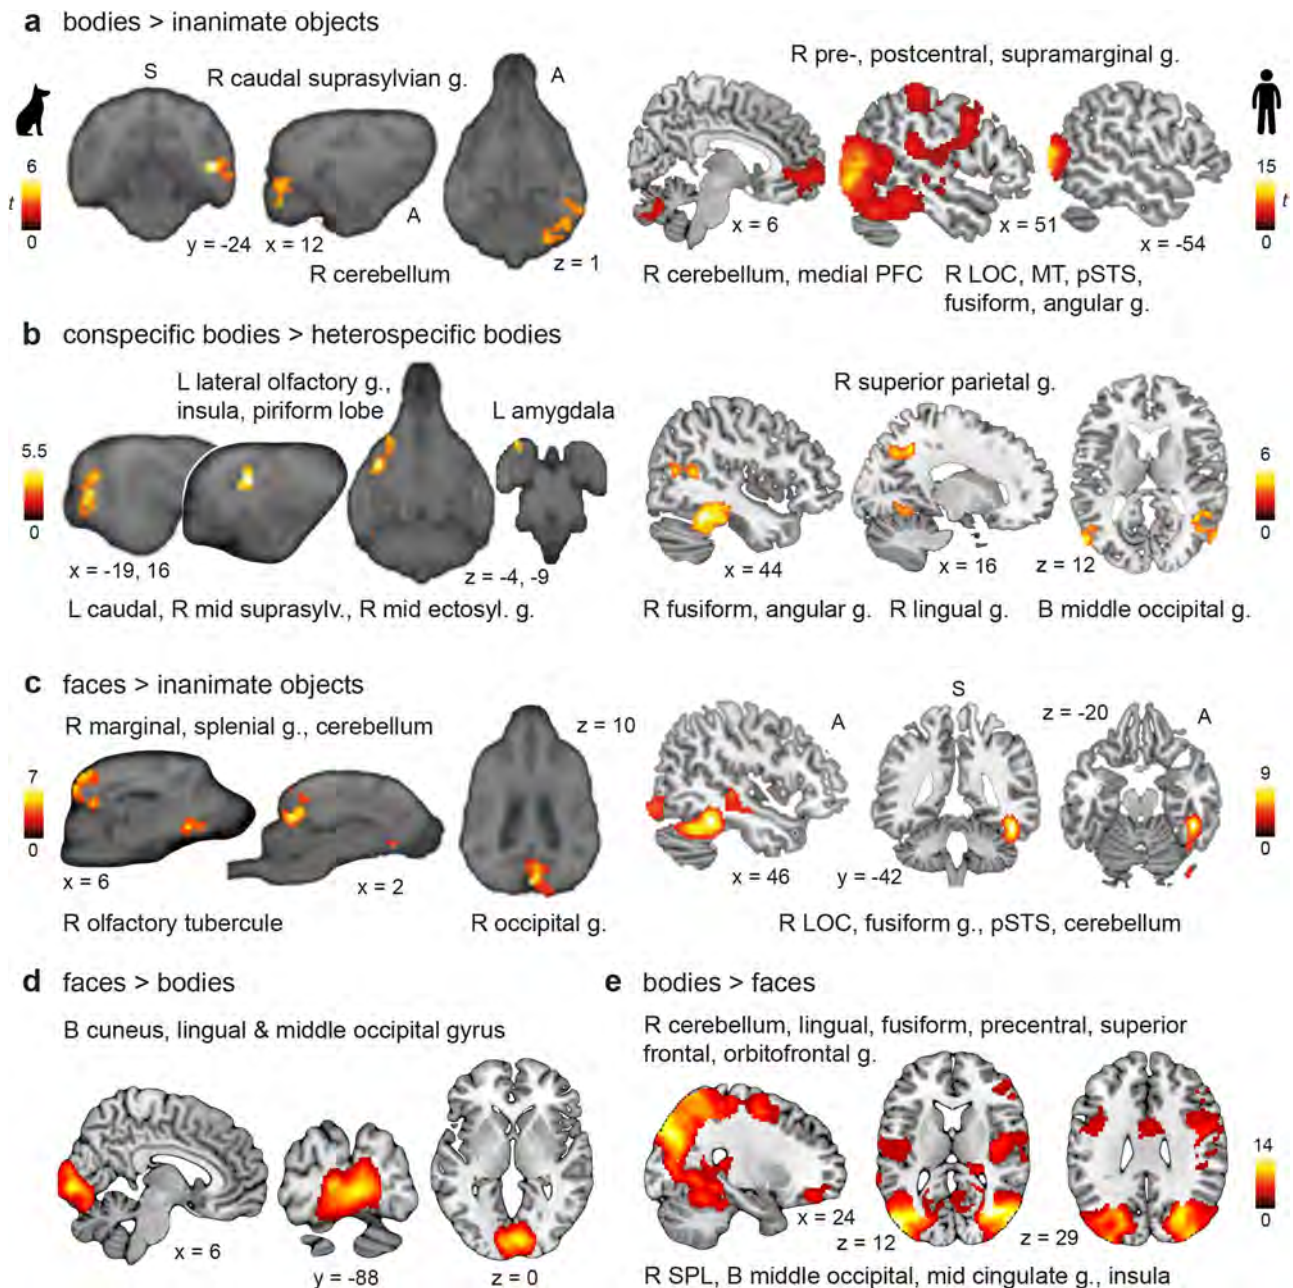 a bodies > inanimate objects
S
R caudal suprasylvian g.
A
R pre-, postcentral, supramarginal g.
6
t
0
A
15
t
0
y = -24
x = 12
z = 1
x = 6
x = 51
x = -54
R cerebellum
R cerebellum, medial PFC
R LOC, MT, pSTS,
fusiform, angular g.
b conspecific bodies > heterospecific bodies
L lateral olfactory g.,
insula, piriform lobe
L amygdala
R superior parietal g.
5.5
0
6
0
x = -19, 16
z = -4, -9
x = 44
x = 16
z = 12
L caudal, R mid suprasylv., R mid ectosyl. g.
R fusiform, angular g.
R lingual g.
B middle occipital g.
c faces > inanimate objects
R marginal, splenial g., cerebellum
z = 10
A
S
z = -20
A
7
0
9
0
x = 6
x = 2
x = 46
y = -42
R olfactory tubercule
R occipital g.
R LOC, fusiform g., pSTS, cerebellum
d faces > bodies
B cuneus, lingual & middle occipital gyrus
x = 6
y = -88
z = 0
e bodies > faces
R cerebellum, lingual, fusiform, precentral, superior
frontal, orbitofrontal g.
14
0
x = 24
z = 12
z = 29
R SPL, B middle occipital, mid cingulate g., insula